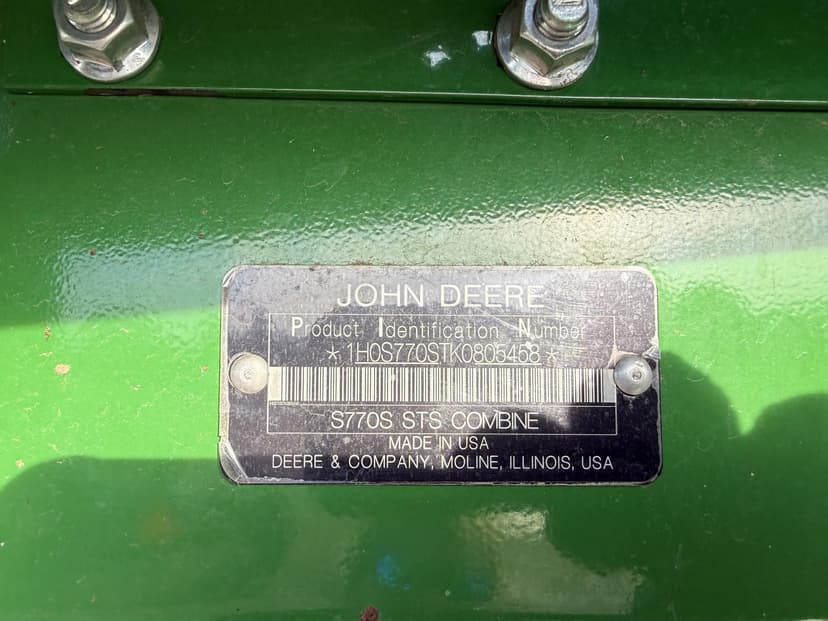 JOHN DEERE
Product Identification Number
*1H0S770STK0805458*
S770S STS COMBINE
MADE IN USA
DEERE & COMPANY, MOLINE, ILLINOIS, USA